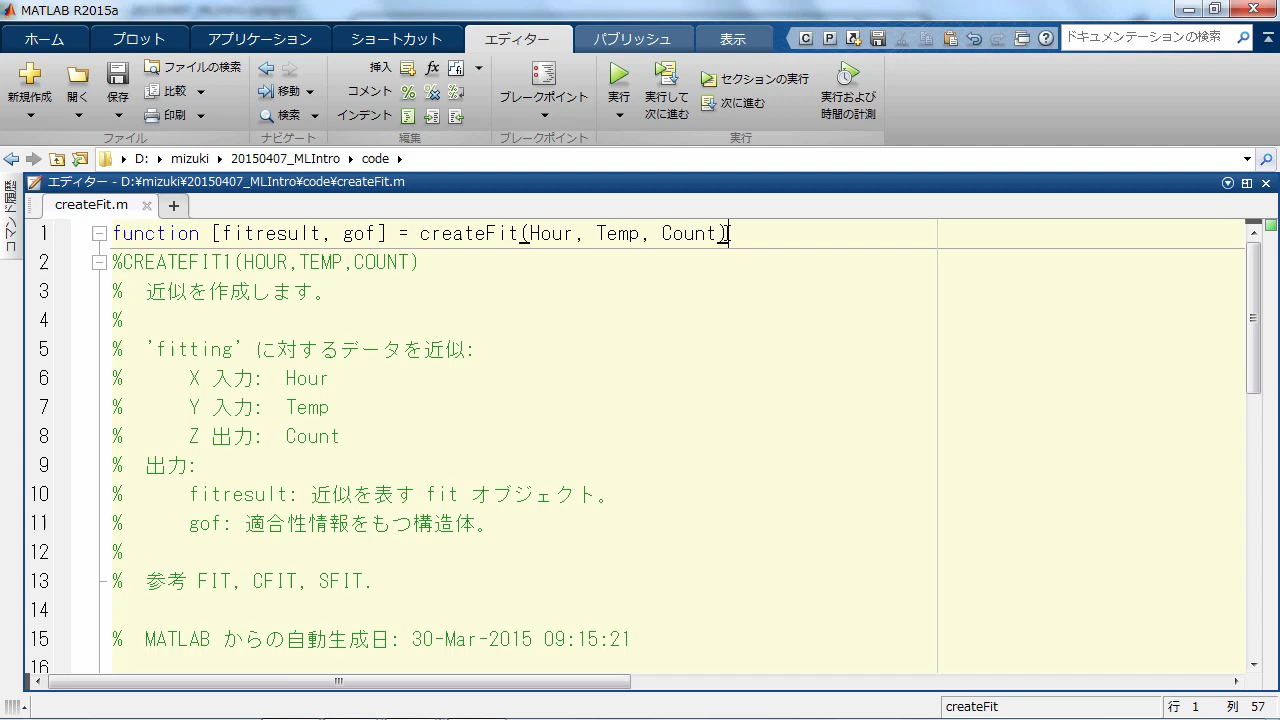 MATLAB R2015a
ホーム プロット アプリケーション ショートカット エディター パブリッシュ 表示 ドキュメンテーションの検索
新規作成 開く 保存 ファイルの検索 比較 印刷 移動 検索 挿入 fx コメント インデント ブレークポイント 実行 実行して 次に進む セクションの実行 次に進む 実行および 時間の計測
ファイル ナビゲート 編集 ブレークポイント 実行
D: mizuki 20150407_MLIntro code
エディター - D:¥mizuki¥20150407_MLIntro¥code¥createFit.m
createFit.m
1 function [fitresult, gof] = createFit(Hour, Temp, Count)
2 %CREATEFIT1(HOUR,TEMP,COUNT)
3 % 近似を作成します。
4 %
5 % 'fitting' に対するデータを近似:
6 % X 入力: Hour
7 % Y 入力: Temp
8 % Z 出力: Count
9 % 出力:
10 % fitresult: 近似を表す fit オブジェクト。
11 % gof: 適合性情報をもつ構造体。
12 %
13 % 参考 FIT, CFIT, SFIT.
14
15 % MATLAB からの自動生成日: 30-Mar-2015 09:15:21
16
createFit 行 1 列 57